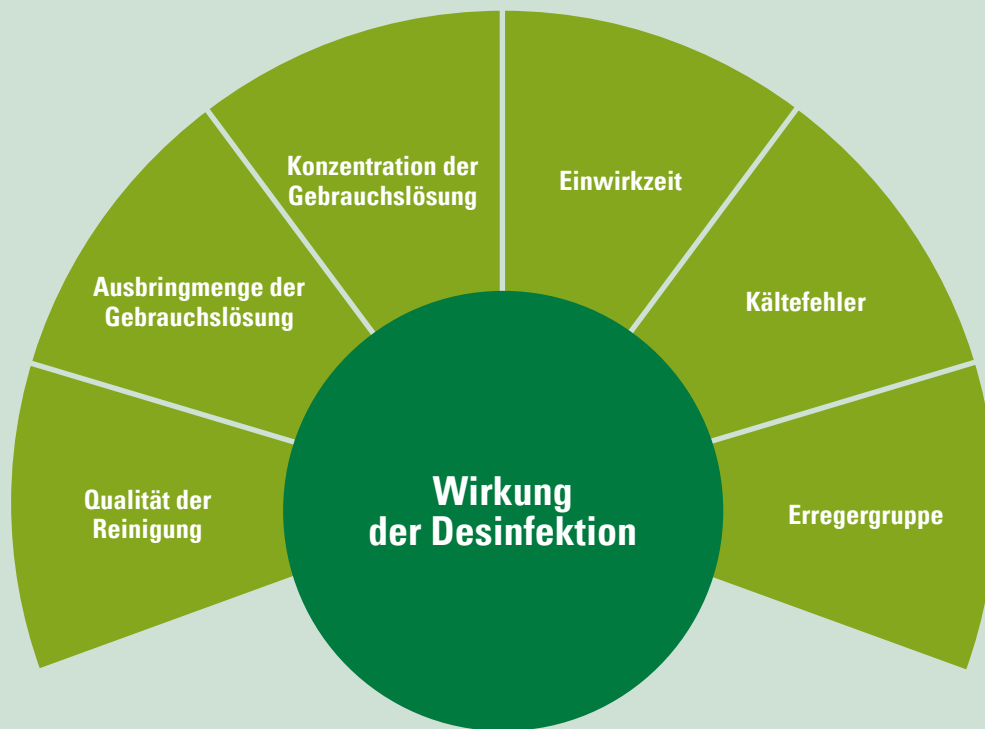 Konzentration der
Gebrauchslösung
Einwirkzeit
Ausbringmenge der
Gebrauchslösung
Kältefehler
Qualität der
Reinigung
Wirkung
der Desinfektion
Erregergruppe